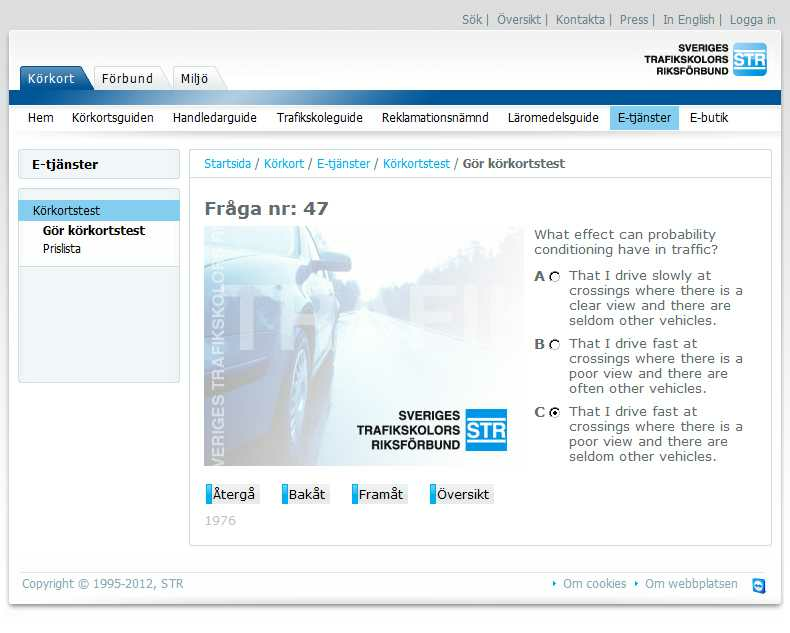 Sök | Översikt | Kontakta | Press | In English | Logga in
SVERIGES
TRAFIKSKOLORS
RIKSFÖRBUND
STR
Körkort Förbund Miljö
Hem Körkortsguiden Handledarguide Trafikskoleguide Reklamationsnämnd Läromedelsguide E-tjänster E-butik
E-tjänster
Körkortstest
Gör körkortstest
Prislista
Startsida / Körkort / E-tjänster / Körkortstest / Gör körkortstest
Fråga nr: 47
SVERIGES TRAFIKSKOLOR
TRAFI
SVERIGES
TRAFIKSKOLORS
RIKSFÖRBUND
STR
What effect can probability
conditioning have in traffic?
A That I drive slowly at
crossings where there is a
clear view and there are
seldom other vehicles.
B That I drive fast at
crossings where there is a
poor view and there are
often other vehicles.
C That I drive fast at
crossings where there is a
poor view and there are
seldom other vehicles.
Återgå Bakåt Framåt Översikt
1976
Copyright © 1995-2012, STR
Om cookies Om webbplatsen